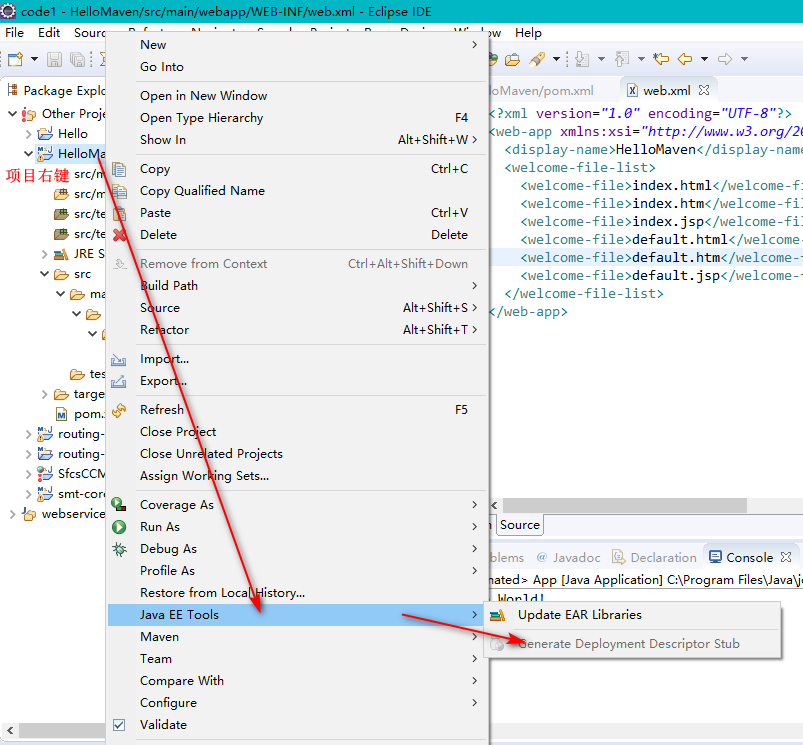 code1 - HelloMaven/src/main/webapp/WEB-INF/web.xml - Eclipse IDE
File Edit Help
Package Explo
Other Proje
Hello
HelloMa
项目右键 src/m
src/m
src/te
src/te
JRE S
src
ma
tes
targe
pom.
routing-
routing-
SfcsCCM
smt-core
webservice
New
Go Into
Open in New Window
Open Type Hierarchy F4
Show In Alt+Shift+W
Copy Ctrl+C
Copy Qualified Name
Paste Ctrl+V
Delete Delete
Remove from Context Ctrl+Alt+Shift+Down
Build Path
Source Alt+Shift+S
Refactor Alt+Shift+T
Import...
Export...
Refresh F5
Close Project
Close Unrelated Projects
Assign Working Sets...
Coverage As
Run As
Debug As
Profile As
Restore from Local History...
Java EE Tools
Maven
Team
Compare With
Configure
Validate
Update EAR Libraries
Generate Deployment Descriptor Stub
loMaven/pom.xml web.xml
<?xml version="1.0" encoding="UTF-8"?>
<web-app xmlns:xsi="http://www.w3.org/20
<display-name>HelloMaven</display-name
<welcome-file-list>
<welcome-file>index.html</welcome-fi
<welcome-file>index.htm</welcome-fil
<welcome-file>index.jsp</welcome-fil
<welcome-file>default.html</welcome-
<welcome-file>default.htm</welcome-f
<welcome-file>default.jsp</welcome-f
</welcome-file-list>
</web-app>
Source
blems Javadoc Declaration Console
nated> App [Java Application] C:\Program Files\Java\j
World!